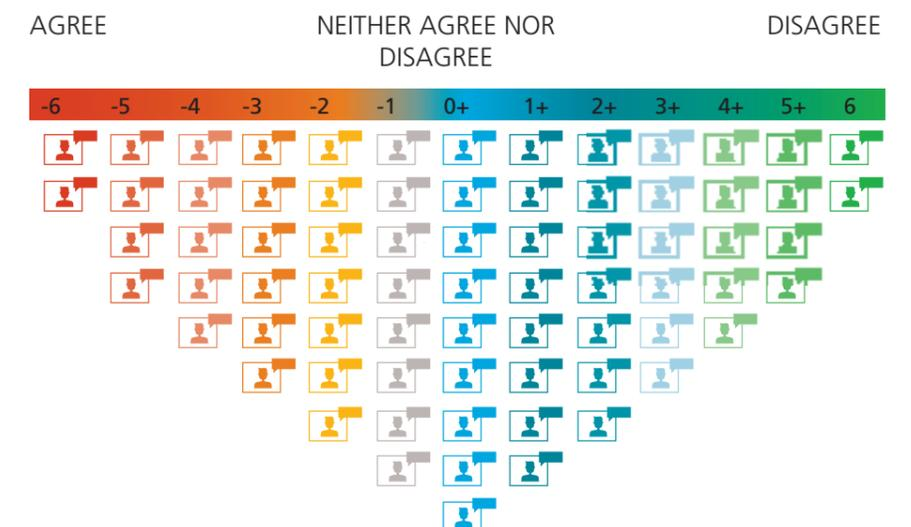 AGREE
NEITHER AGREE NOR
DISAGREE
DISAGREE
-6 -5 -4 -3 -2 -1 0+ 1+ 2+ 3+ 4+ 5+ 6